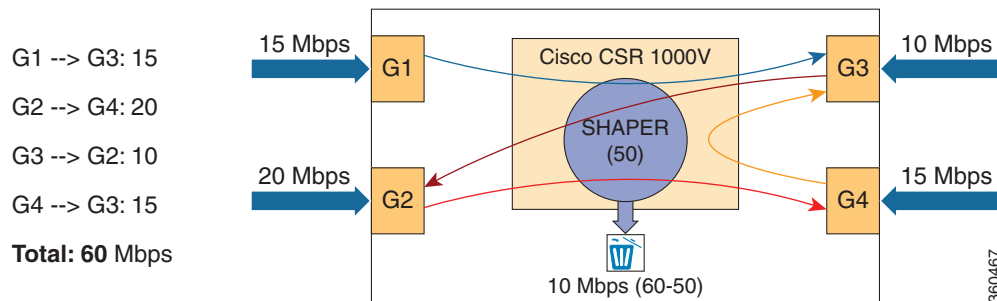 G1 --> G3: 15
G2 --> G4: 20
G3 --> G2: 10
G4 --> G3: 15
Total: 60 Mbps
15 Mbps
20 Mbps
G1
G2
Cisco CSR 1000V
SHAPER
(50)
10 Mbps (60-50)
G3
G4
10 Mbps
15 Mbps
360467